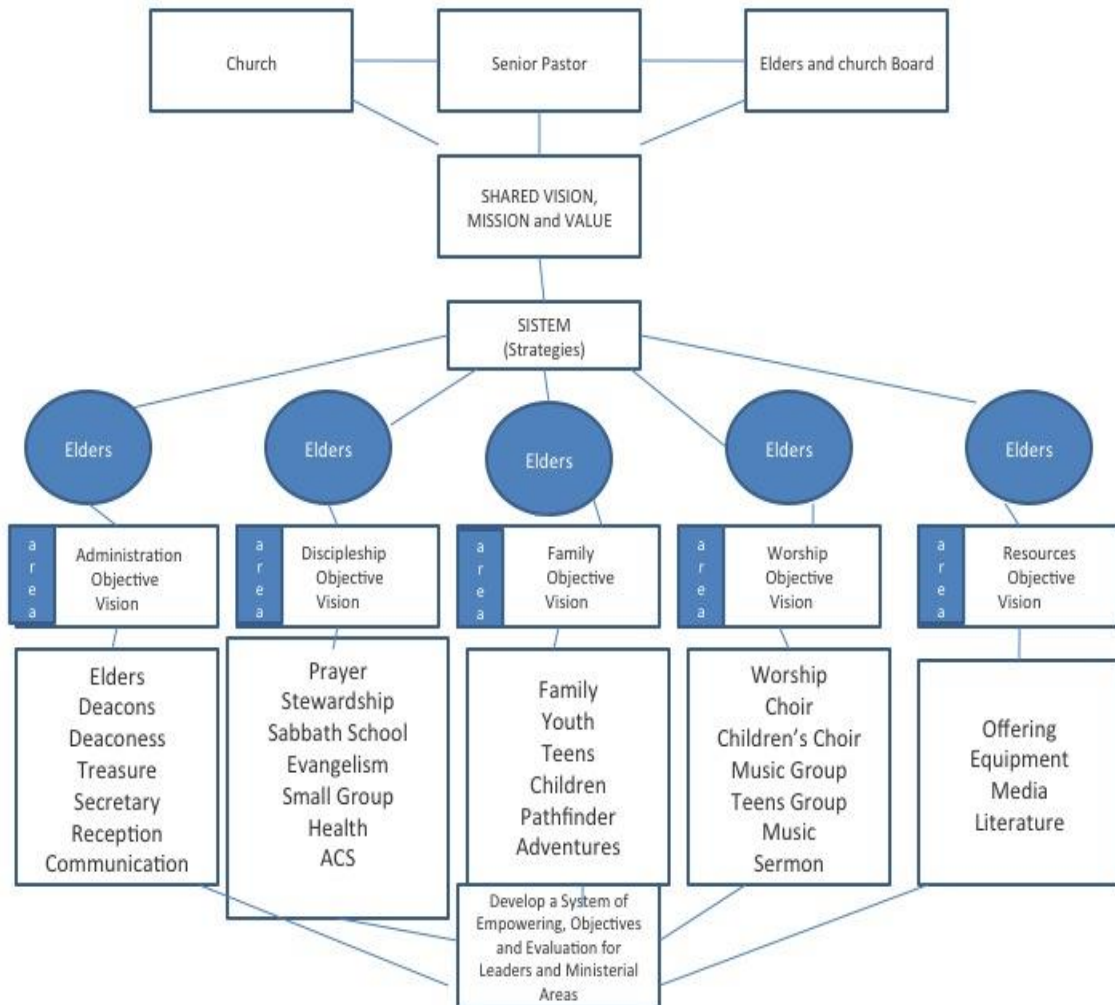 Church
Senior Pastor
Elders and church Board
SHARED VISION,
MISSION and VALUE
SISTEM
(Strategies)
Elders
Elders
Elders
Elders
Elders
area
Administration
Objective
Vision
area
Discipleship
Objective
Vision
area
Family
Objective
Vision
area
Worship
Objective
Vision
area
Resources
Objective
Vision
Elders
Deacons
Deaconess
Treasure
Secretary
Reception
Communication
Prayer
Stewardship
Sabbath School
Evangelism
Small Group
Health
ACS
Family
Youth
Teens
Children
Pathfinder
Adventures
Worship
Choir
Children's Choir
Music Group
Teens Group
Music
Sermon
Offering
Equipment
Media
Literature
Develop a System of
Empowering, Objectives
and Evaluation for
Leaders and Ministerial
Areas